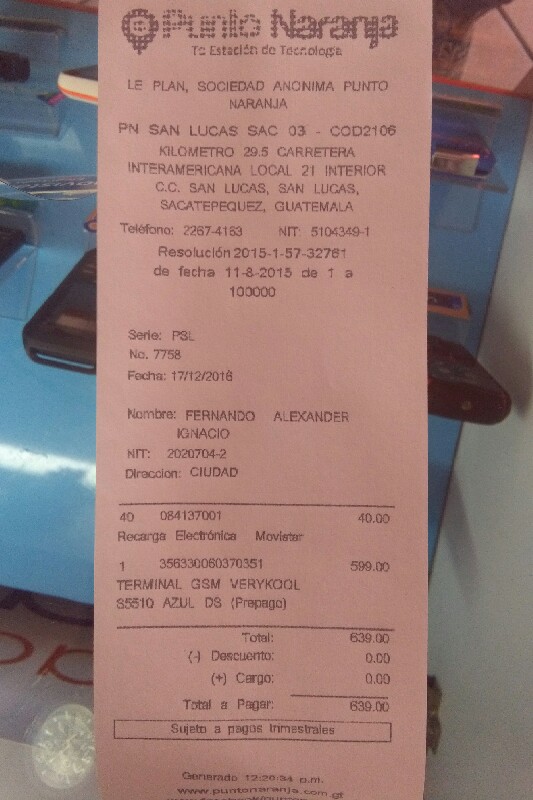 Punto Naranja
Tu Estación de Tecnología
LE PLAN, SOCIEDAD ANONIMA PUNTO
NARANJA
PN SAN LUCAS SAC 03 - COD2106
KILOMETRO 29.5 CARRETERA
INTERAMERICANA LOCAL 21 INTERIOR
C.C. SAN LUCAS, SAN LUCAS,
SACATEPEQUEZ, GUATEMALA
Teléfono: 2267-4163 NIT: 5104349-1
Resolución 2015-1-57-32761
de fecha 11-8-2015 de 1 a
100000
Serie: PSL
No. 7758
Fecha: 17/12/2016
Nombre: FERNANDO ALEXANDER
IGNACIO
NIT: 2020704-2
Direccion: CIUDAD
40 084137001 40.00
Recarga Electrónica Movistar
1 356330060370351 599.00
TERMINAL GSM VERYKOOL
S5510 AZUL DS (Prepago)
Total: 639.00
(-) Descuento: 0.00
(+) Cargo: 0.00
Total a Pagar: 639.00
Sujeto a pagos trimestrales
Generado 12:26:34 p.m.
www.puntonaranja.com.gt